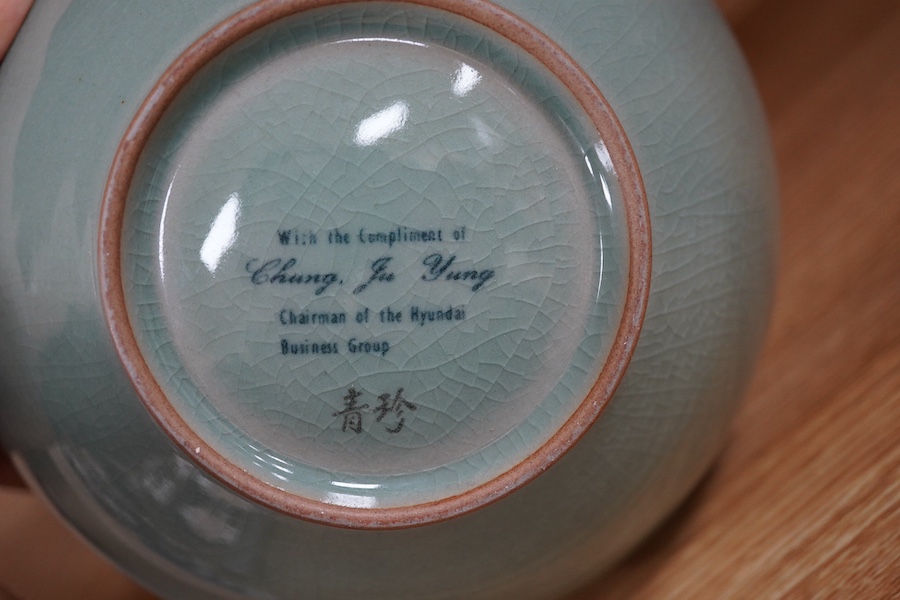 With the Compliment of
Chung, Ju Yung
Chairman of the Hyundai
Business Group
青珍